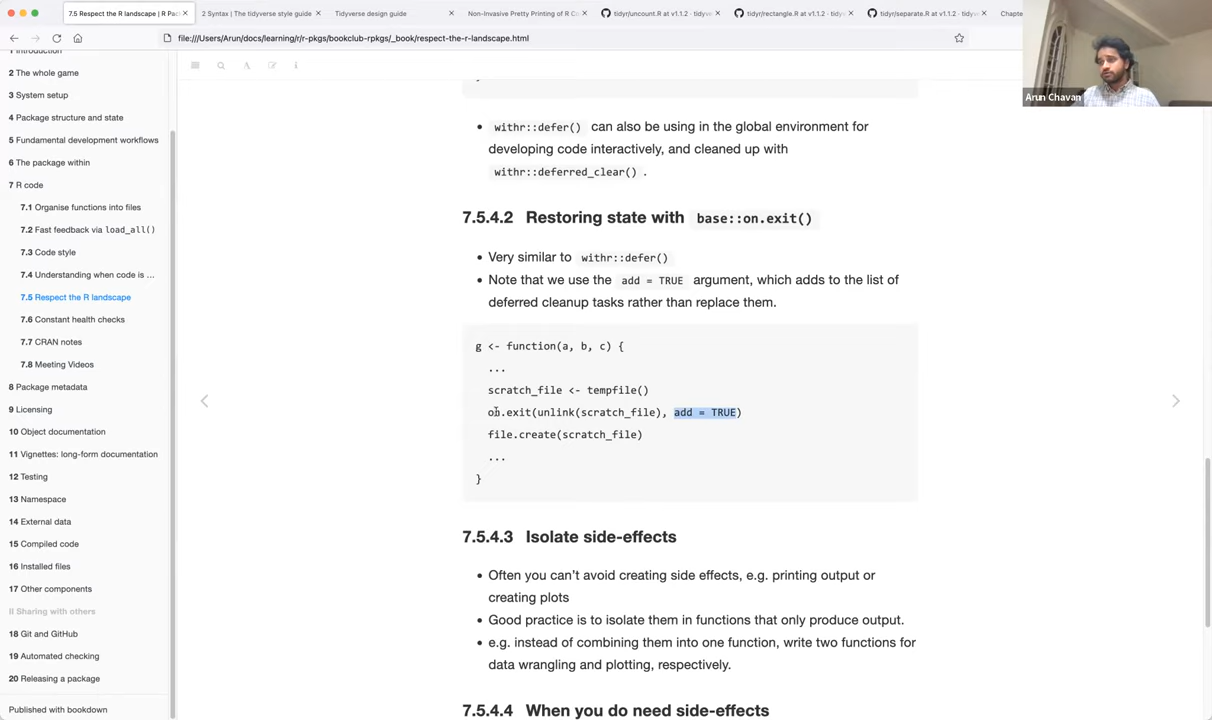 7.5 Respect the R landscape | R Pac
2 Syntax | The tidyverse style guide
Tidyverse design guide
Non-Invasive Pretty Printing of R C
tidyr/uncount.R at v1.1.2 · tidyve
tidyr/rectangle.R at v1.1.2 · tidyv
tidyr/separate.R at v1.1.2 · tidyv
Chapte
file:///Users/Arun/docs/learning/r/r-pkgs/bookclub-rpkgs/_book/respect-the-r-landscape.html
Arun Chavan
1 Introduction
2 The whole game
3 System setup
4 Package structure and state
5 Fundamental development workflows
6 The package within
7 R code
7.1 Organise functions into files
7.2 Fast feedback via load_all()
7.3 Code style
7.4 Understanding when code is ...
7.5 Respect the R landscape
7.6 Constant health checks
7.7 CRAN notes
7.8 Meeting Videos
8 Package metadata
9 Licensing
10 Object documentation
11 Vignettes: long-form documentation
12 Testing
13 Namespace
14 External data
15 Compiled code
16 Installed files
17 Other components
II Sharing with others
18 Git and GitHub
19 Automated checking
20 Releasing a package
Published with bookdown
• withr::defer() can also be using in the global environment for
developing code interactively, and cleaned up with
withr::deferred_clear() .
7.5.4.2 Restoring state with base::on.exit()
• Very similar to withr::defer()
• Note that we use the add = TRUE argument, which adds to the list of
deferred cleanup tasks rather than replace them.
g <- function(a, b, c) {
...
scratch_file <- tempfile()
on.exit(unlink(scratch_file), add = TRUE)
file.create(scratch_file)
...
}
7.5.4.3 Isolate side-effects
• Often you can't avoid creating side effects, e.g. printing output or
creating plots
• Good practice is to isolate them in functions that only produce output.
• e.g. instead of combining them into one function, write two functions for
data wrangling and plotting, respectively.
7.5.4.4 When you do need side-effects